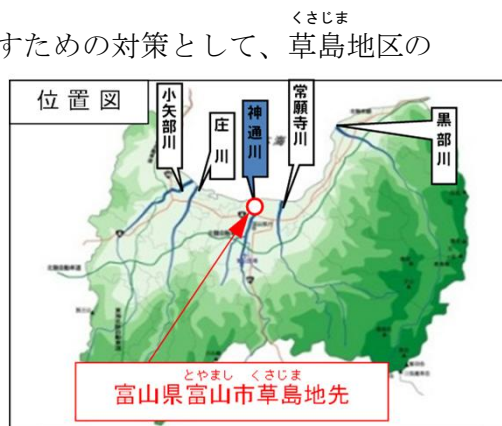 くさじま
すための対策として、草島地区の
位置図
小矢部川
庄川
神通川
常願寺川
黒部川
とやまし くさじま
富山県富山市草島地先